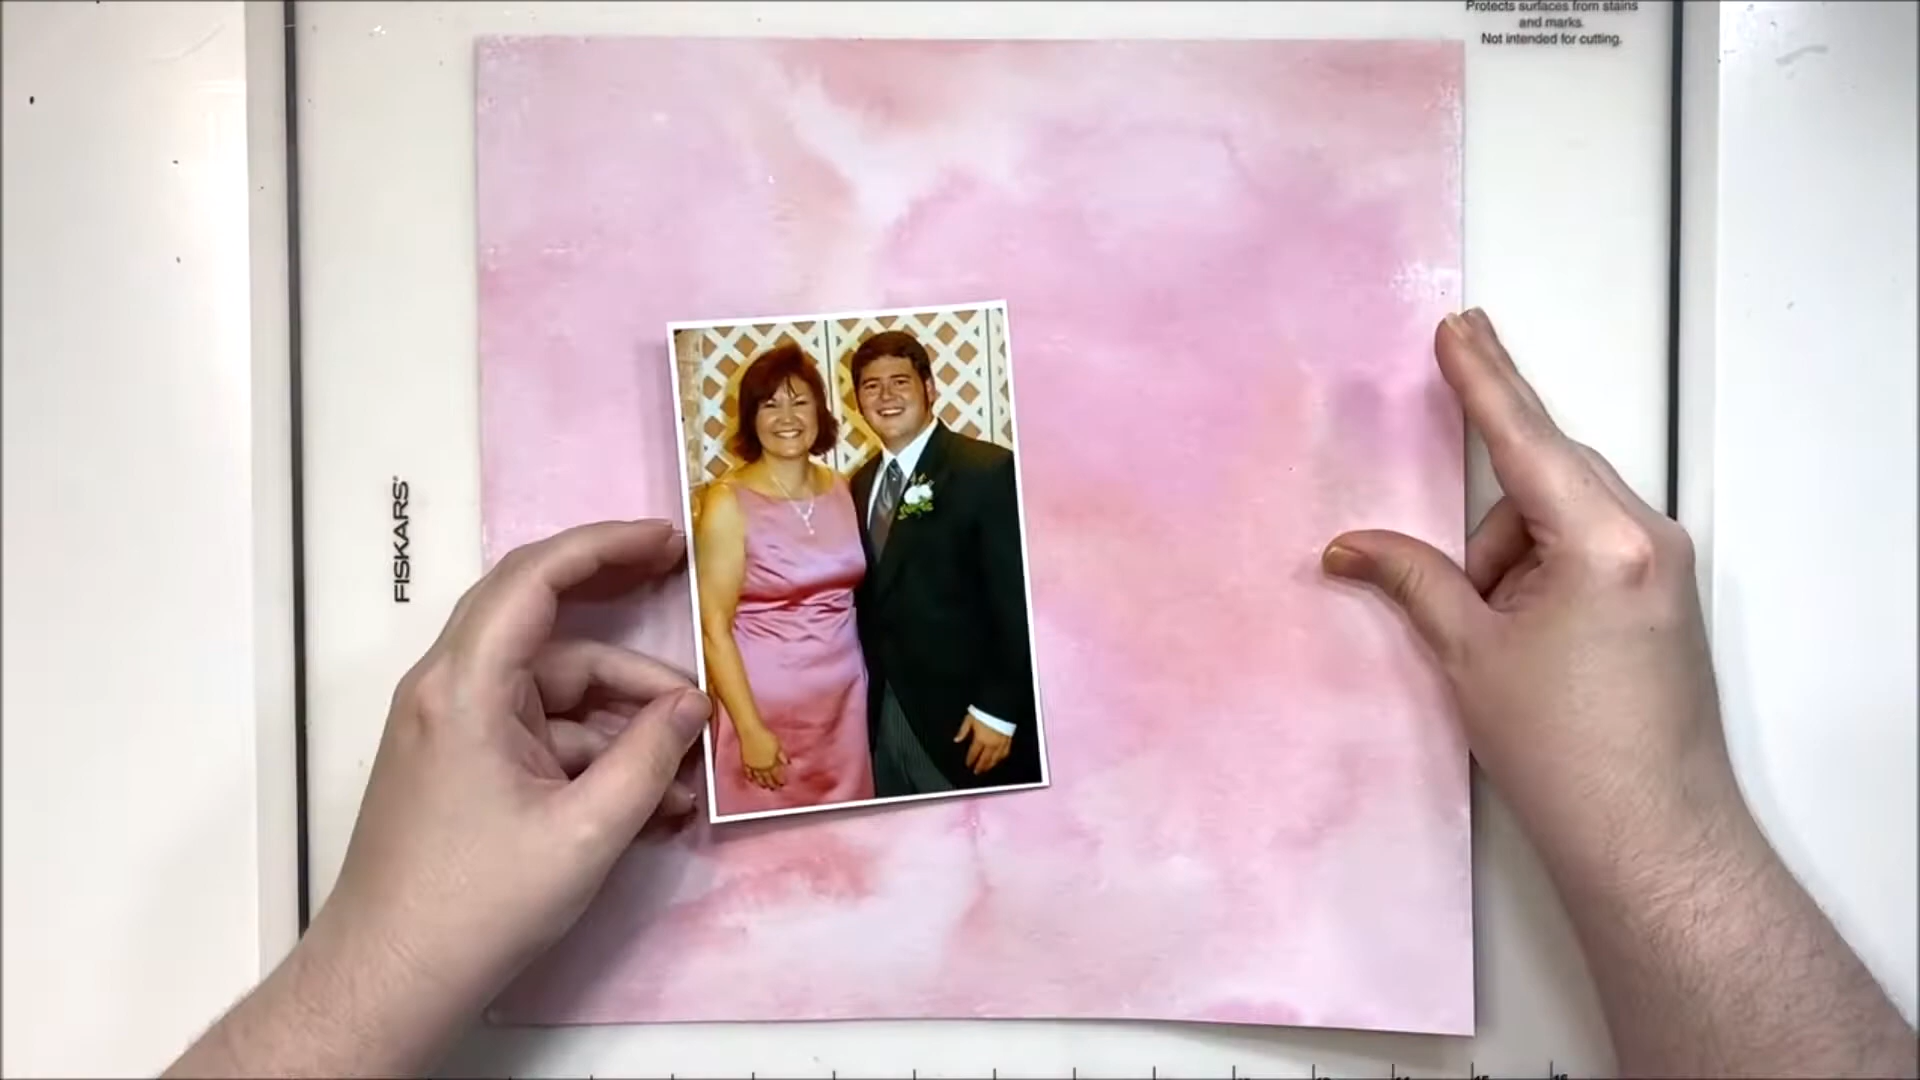 Protects surfaces from stains
and marks.
Not intended for cutting.
FISKARS®